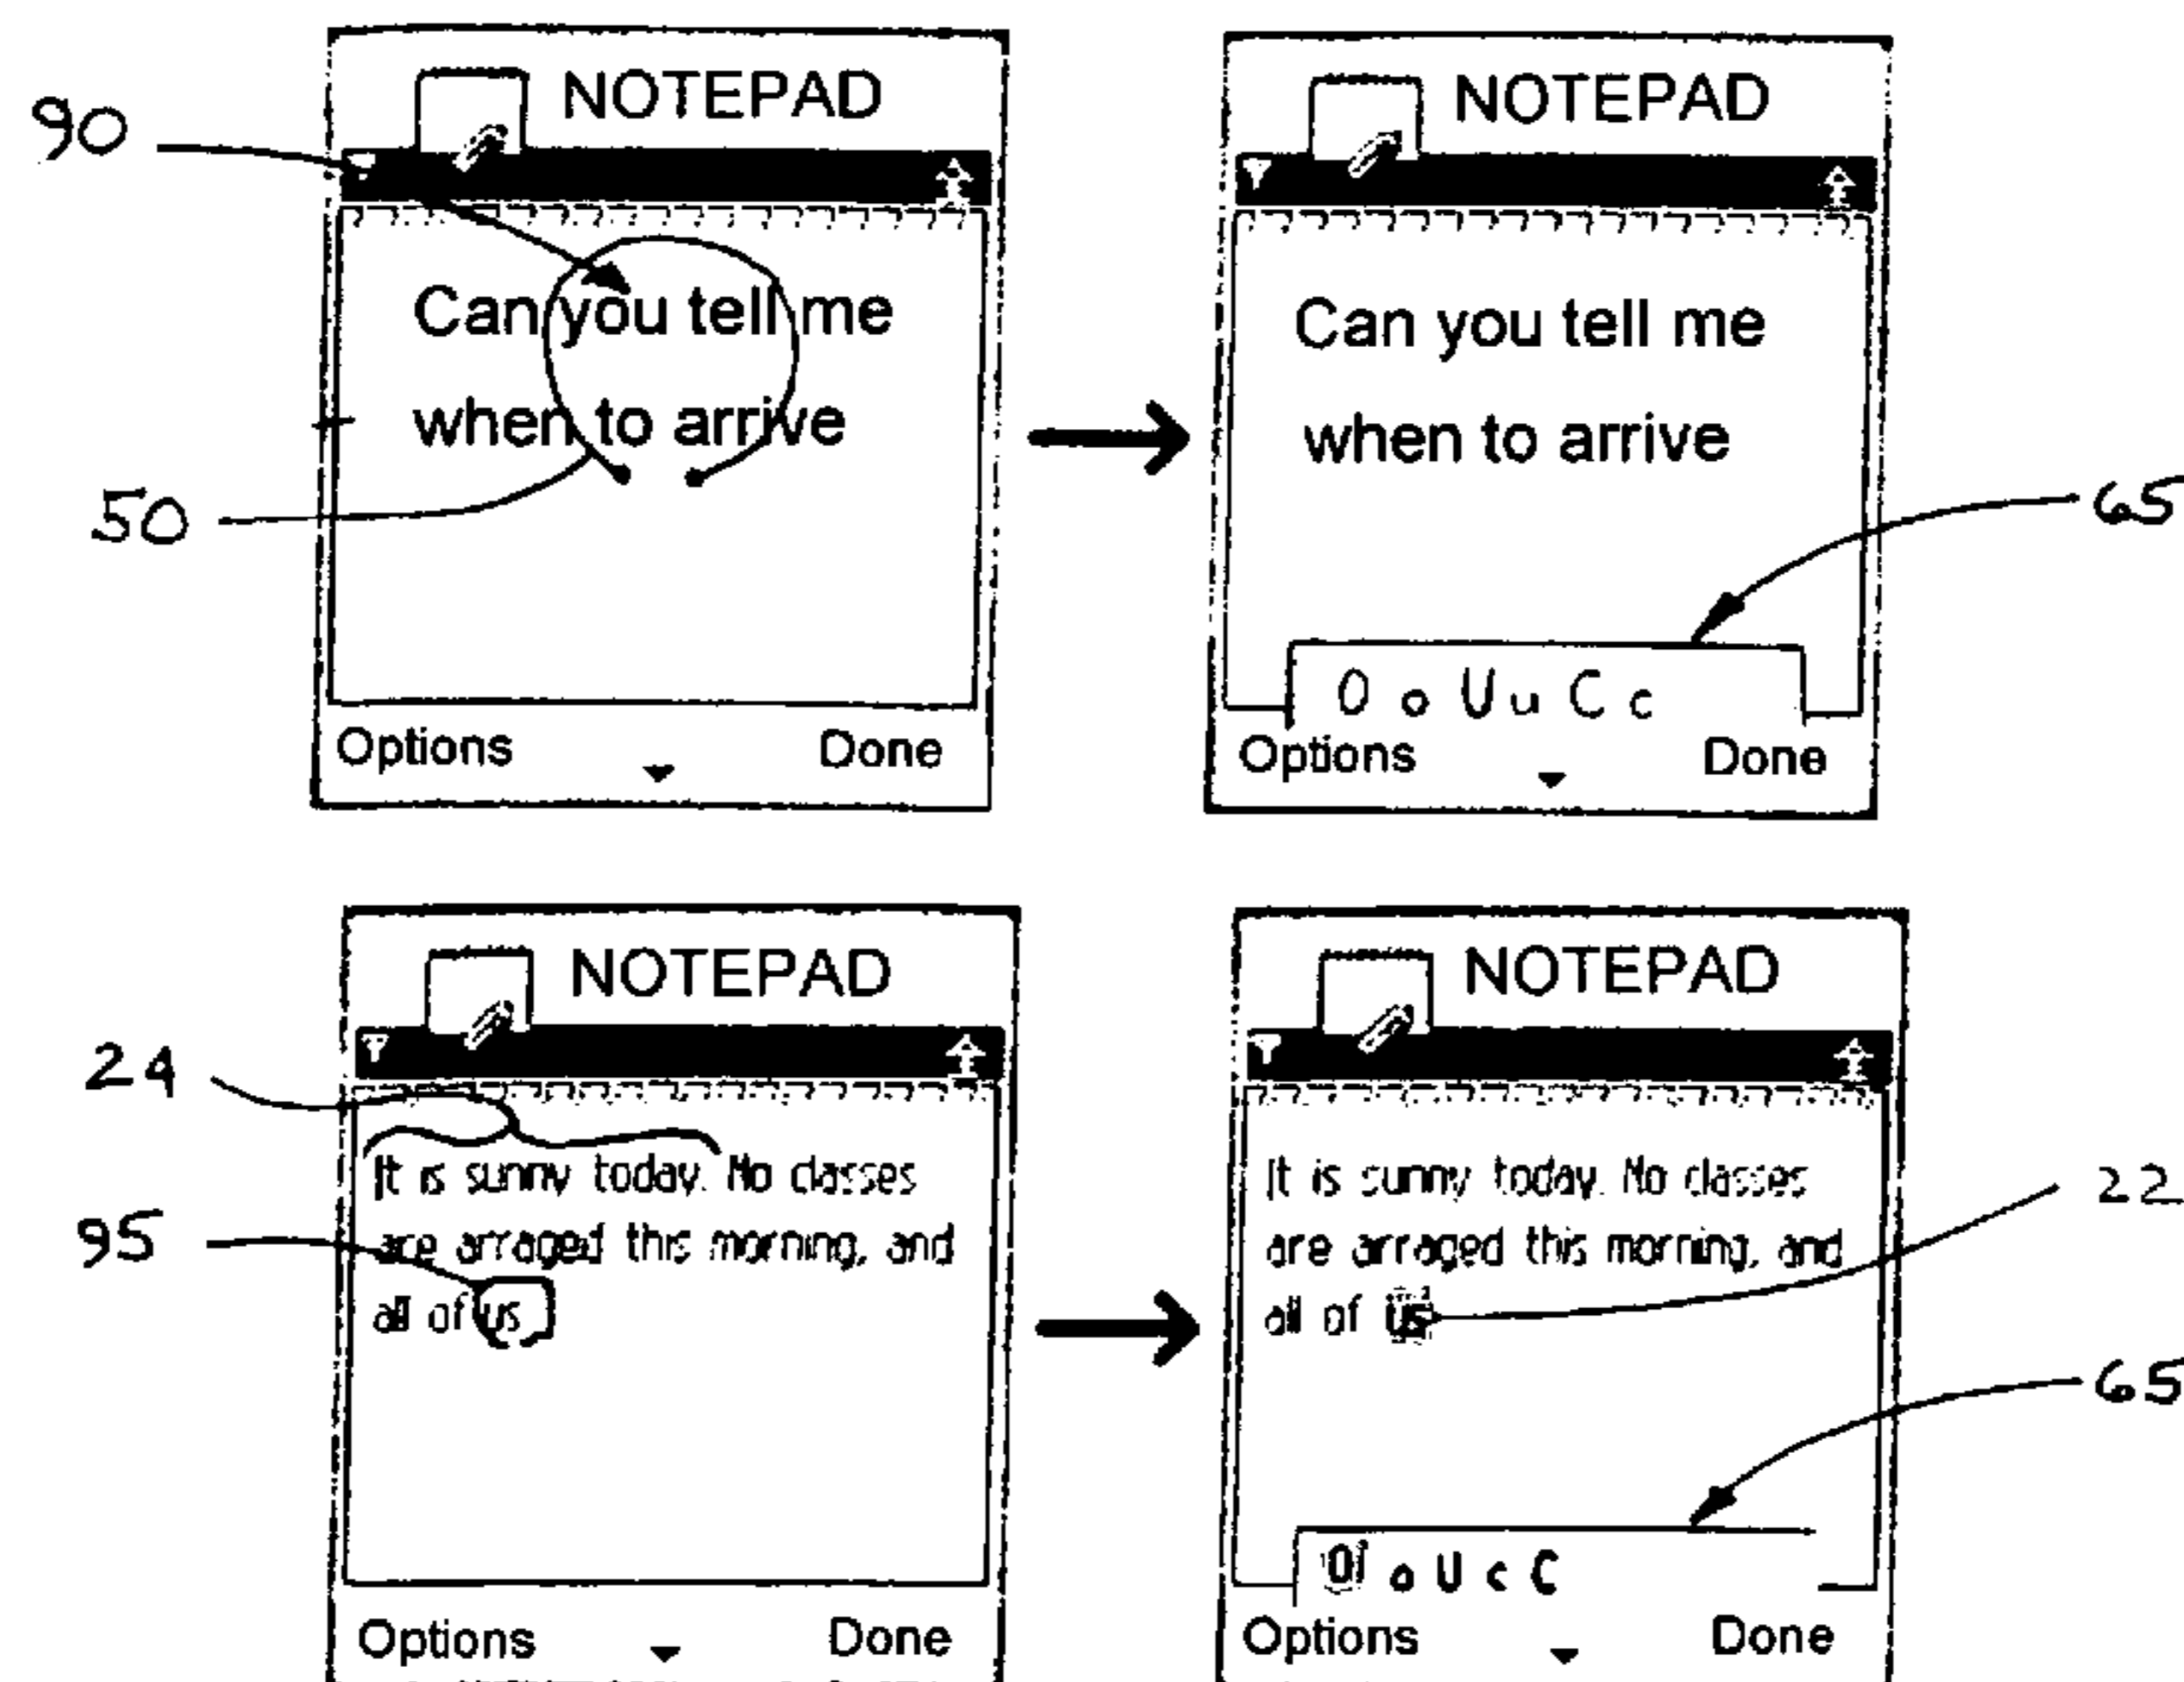 NOTEPAD
90
Can you tell me
when to arrive
50
Options Done
NOTEPAD
Can you tell me
when to arrive
65
O o U u C c
Options Done
NOTEPAD
24
It is sunny today. No classes
95
are arraged this morning, and
all of us
Options Done
NOTEPAD
It is sunny today. No classes
22
are arraged this morning, and
all of us
65
O o U c C
Options Done